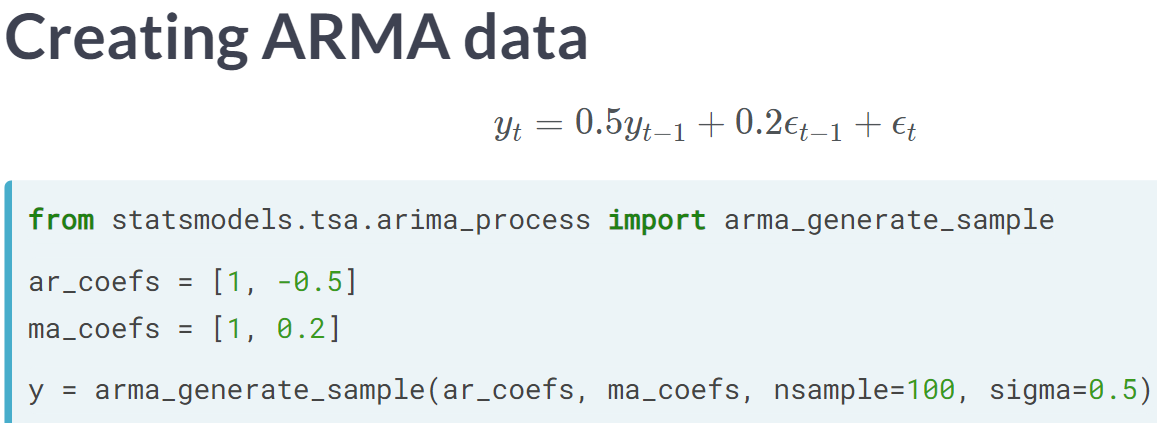 Creating ARMA data
yₜ = 0.5yₜ₋₁ + 0.2ϵₜ₋₁ + ϵₜ
from statsmodels.tsa.arima_process import arma_generate_sample
ar_coefs = [1, -0.5]
ma_coefs = [1, 0.2]
y = arma_generate_sample(ar_coefs, ma_coefs, nsample=100, sigma=0.5)